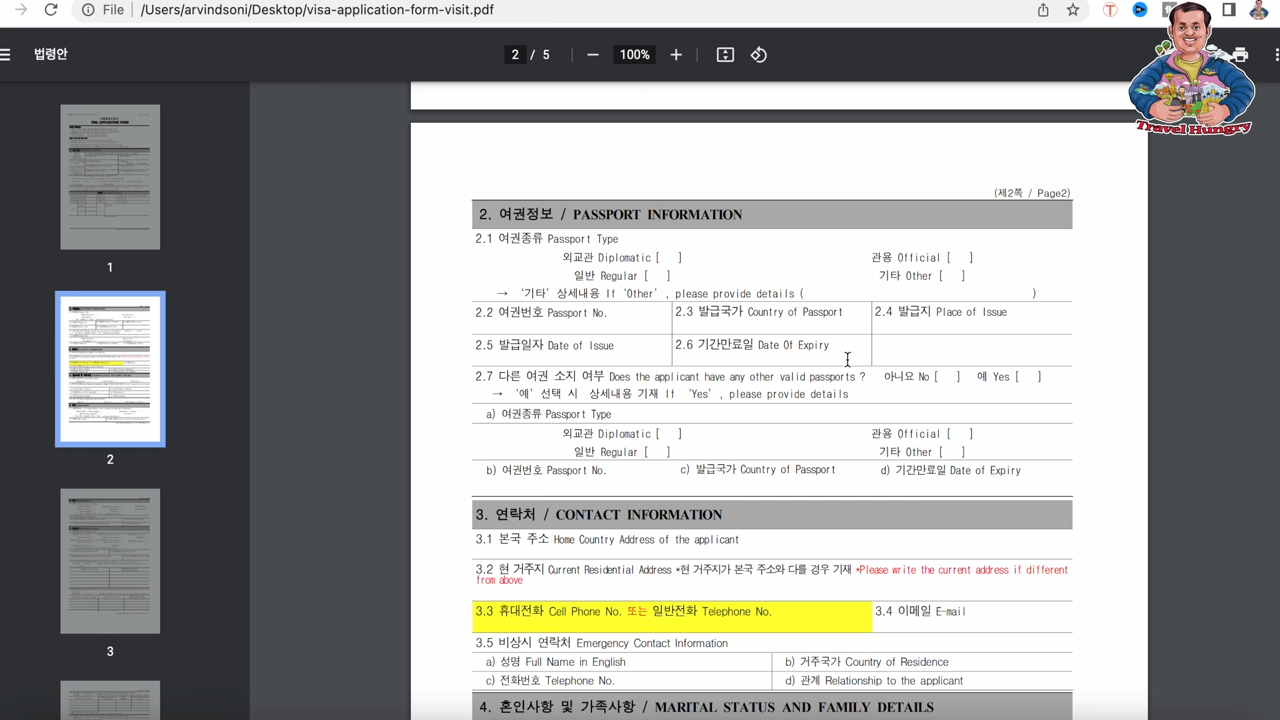 File /Users/arvindsoni/Desktop/visa-application-form-visit.pdf
법령안
2 / 5
100%
Travel Hungry
(제2쪽 / Page2)
2. 여권정보 / PASSPORT INFORMATION
2.1 여권종류 Passport Type
외교관 Diplomatic [ ] 관용 Official [ ]
일반 Regular [ ] 기타 Other [ ]
→ ‘기타’상세내용 If ‘Other’, please provide details ( )
2.2 여권번호 Passport No. 2.3 발급국가 Country of Passport 2.4 발급지 Place of Issue
2.5 발급일자 Date of Issue 2.6 기간만료일 Date Of Expiry
2.7 다른 여권 소지 여부 Does the applicant have any other valid passports ? 아니요 No [ ] 예 Yes [ ]
→ ‘예’선택 시 상세내용 기재 If ‘Yes’, please provide details
a) 여권종류 Passport Type
외교관 Diplomatic [ ] 관용 Official [ ]
일반 Regular [ ] 기타 Other [ ]
b) 여권번호 Passport No. c) 발급국가 Country of Passport d) 기간만료일 Date of Expiry
3. 연락처 / CONTACT INFORMATION
3.1 본국 주소 Home Country Address of the applicant
3.2 현 거주지 Current Residential Address *현 거주지가 본국 주소와 다를 경우 기재 *Please write the current address if different
from above
3.3 휴대전화 Cell Phone No. 또는 일반전화 Telephone No. 3.4 이메일 E-mail
3.5 비상시 연락처 Emergency Contact Information
a) 성명 Full Name in English b) 거주국가 Country of Residence
c) 전화번호 Telephone No. d) 관계 Relationship to the applicant
4. 혼인사항 및 가족사항 / MARITAL STATUS AND FAMILY DETAILS
1
2
3